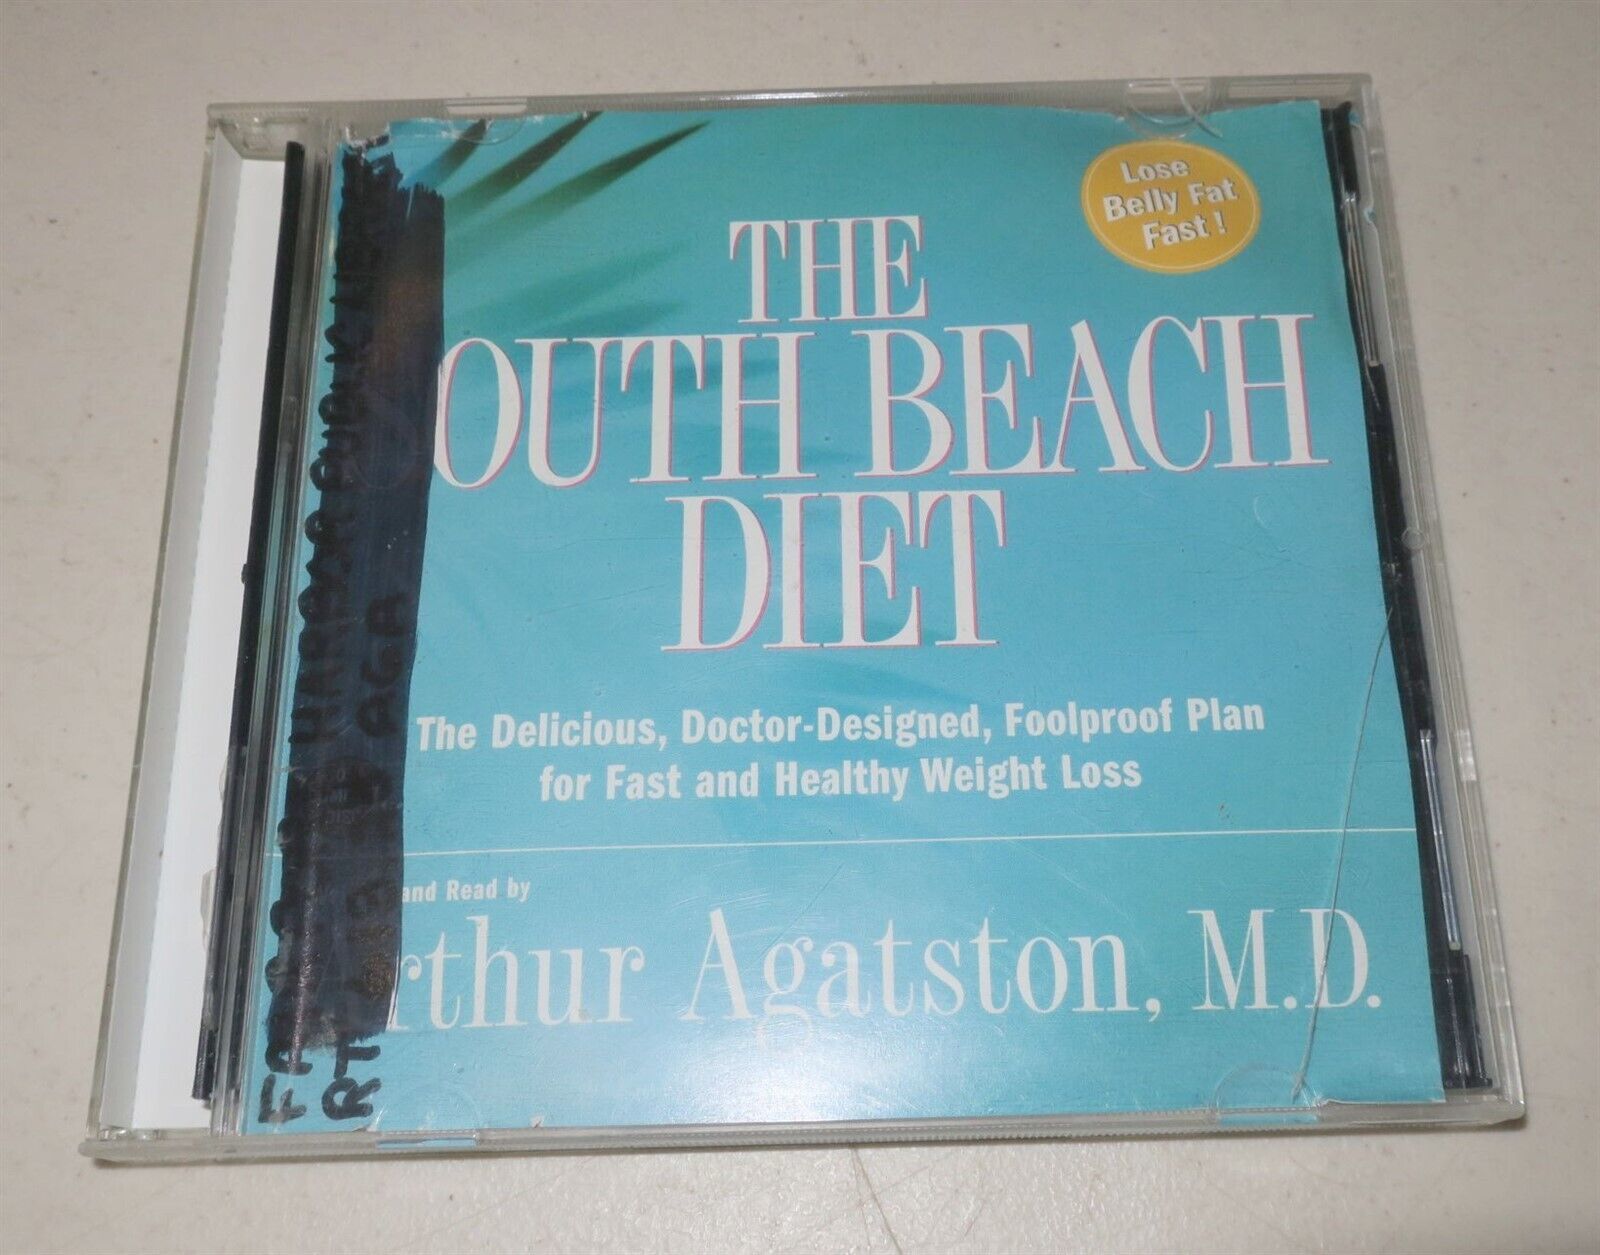 Lose
Belly Fat
Fast!
THE
OUTH BEACH
DIET
The Delicious, Doctor-Designed, Foolproof Plan
for Fast and Healthy Weight Loss
and Read by
Arthur Agatston, M.D.